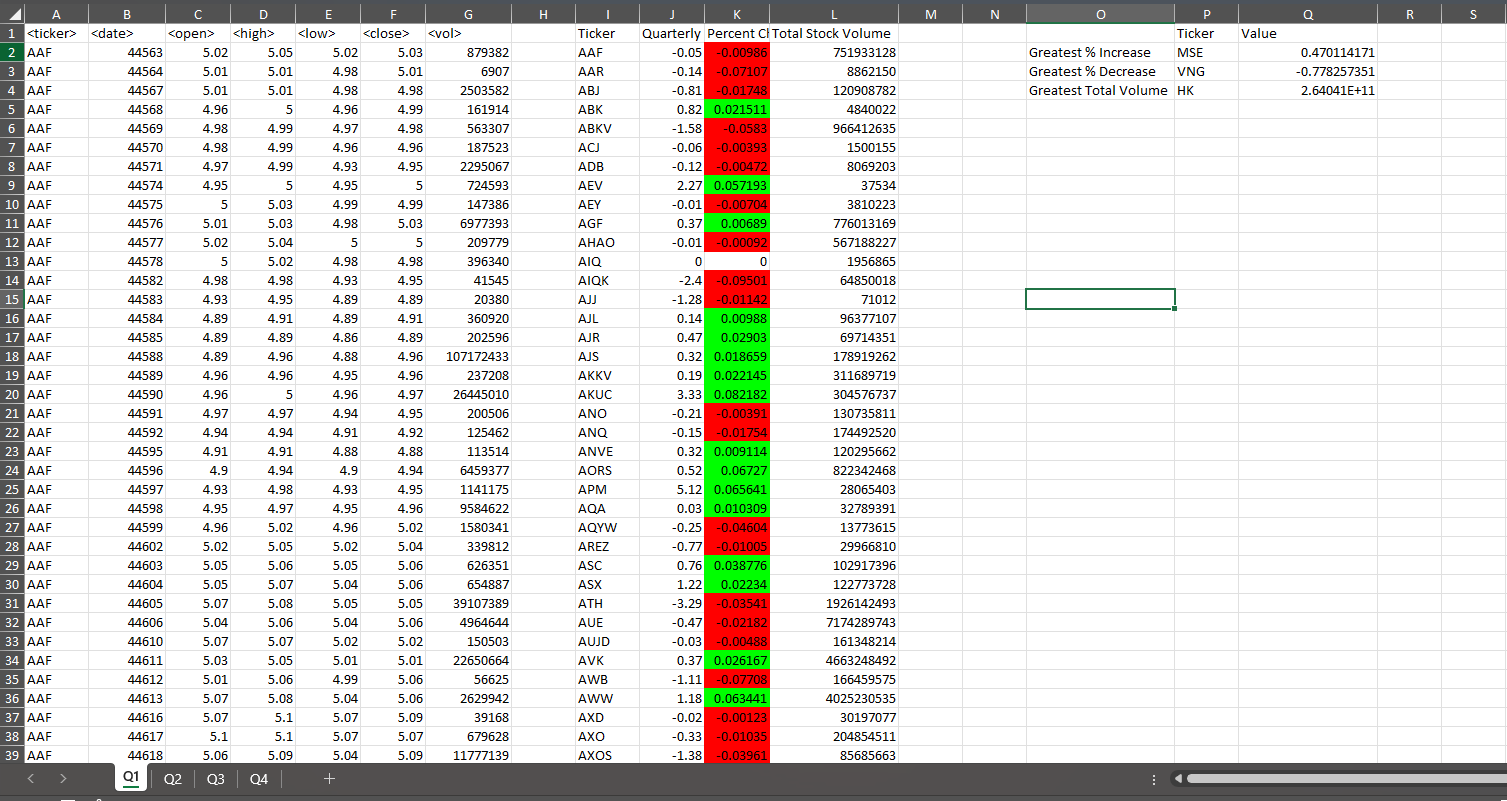 A B C D E F G H I J K L M N O P Q R S
1 <ticker> <date> <open> <high> <low> <close> <vol> Ticker Quarterly Percent Ch Total Stock Volume Ticker Value
2 AAF 44563 5.02 5.05 5.02 5.03 879382 AAF -0.05 -0.00986 751933128 Greatest % Increase MSE 0.470114171
3 AAF 44564 5.01 5.01 4.98 5.01 6907 AAR -0.14 -0.07107 8862150 Greatest % Decrease VNG -0.778257351
4 AAF 44567 5.01 5.01 4.98 4.98 2503582 ABJ -0.81 -0.01748 120908782 Greatest Total Volume HK 2.64041E+11
5 AAF 44568 4.96 5 4.96 4.99 161914 ABK 0.82 0.021511 4840022
6 AAF 44569 4.98 4.99 4.97 4.98 563307 ABKV -1.58 -0.0583 966412635
7 AAF 44570 4.98 4.99 4.96 4.96 187523 ACJ -0.06 -0.00393 1500155
8 AAF 44571 4.97 4.99 4.93 4.95 2295067 ADB -0.12 -0.00472 8069203
9 AAF 44574 4.95 5 4.95 5 724593 AEV 2.27 0.057193 37534
10 AAF 44575 5 5.03 4.99 4.99 147386 AEY -0.01 -0.00704 3810223
11 AAF 44576 5.01 5.03 4.98 5.03 6977393 AGF 0.37 0.00689 776013169
12 AAF 44577 5.02 5.04 5 5 209779 AHAO -0.01 -0.00092 567188227
13 AAF 44578 5 5.02 4.98 4.98 396340 AIQ 0 0 1956865
14 AAF 44582 4.98 4.98 4.93 4.95 41545 AIQK -2.4 -0.09501 64850018
15 AAF 44583 4.93 4.95 4.89 4.89 20380 AJJ -1.28 -0.01142 71012
16 AAF 44584 4.89 4.91 4.89 4.91 360920 AJL 0.14 0.00988 96377107
17 AAF 44585 4.89 4.89 4.86 4.89 202596 AJR 0.47 0.02903 69714351
18 AAF 44588 4.89 4.96 4.88 4.96 107172433 AJS 0.32 0.018659 178919262
19 AAF 44589 4.96 4.96 4.95 4.96 237208 AKKV 0.19 0.022145 311689719
20 AAF 44590 4.96 5 4.96 4.97 26445010 AKUC 3.33 0.082182 304576737
21 AAF 44591 4.97 4.97 4.94 4.95 200506 ANO -0.21 -0.00391 130735811
22 AAF 44592 4.94 4.94 4.91 4.92 125462 ANQ -0.15 -0.01754 174492520
23 AAF 44595 4.91 4.91 4.88 4.88 113514 ANVE 0.32 0.009114 120295662
24 AAF 44596 4.9 4.94 4.9 4.94 6459377 AORS 0.52 0.06727 822342468
25 AAF 44597 4.93 4.98 4.93 4.95 1141175 APM 5.12 0.065641 28065403
26 AAF 44598 4.95 4.97 4.95 4.96 9584622 AQA 0.03 0.010309 32789391
27 AAF 44599 4.96 5.02 4.96 5.02 1580341 AQYW -0.25 -0.04604 13773615
28 AAF 44602 5.02 5.05 5.02 5.04 339812 AREZ -0.77 -0.01005 29966810
29 AAF 44603 5.05 5.06 5.05 5.06 626351 ASC 0.76 0.038776 102917396
30 AAF 44604 5.05 5.07 5.04 5.06 654887 ASX 1.22 0.02234 122773728
31 AAF 44605 5.07 5.08 5.05 5.05 39107389 ATH -3.29 -0.03541 1926142493
32 AAF 44606 5.04 5.06 5.04 5.06 4964644 AUE -0.47 -0.02182 7174289743
33 AAF 44610 5.07 5.07 5.02 5.02 150503 AUJD -0.03 -0.00488 161348214
34 AAF 44611 5.03 5.05 5.01 5.01 22650664 AVK 0.37 0.026167 4663248492
35 AAF 44612 5.01 5.06 4.99 5.06 56625 AWB -1.11 -0.07708 166459575
36 AAF 44613 5.07 5.08 5.04 5.06 2629942 AWW 1.18 0.063441 4025230535
37 AAF 44616 5.07 5.1 5.07 5.09 39168 AXD -0.02 -0.00123 30197077
38 AAF 44617 5.1 5.1 5.07 5.07 679628 AXO -0.33 -0.01035 204854511
39 AAF 44618 5.06 5.09 5.04 5.09 11777139 AXOS -1.38 -0.03961 85685663
Q1 Q2 Q3 Q4